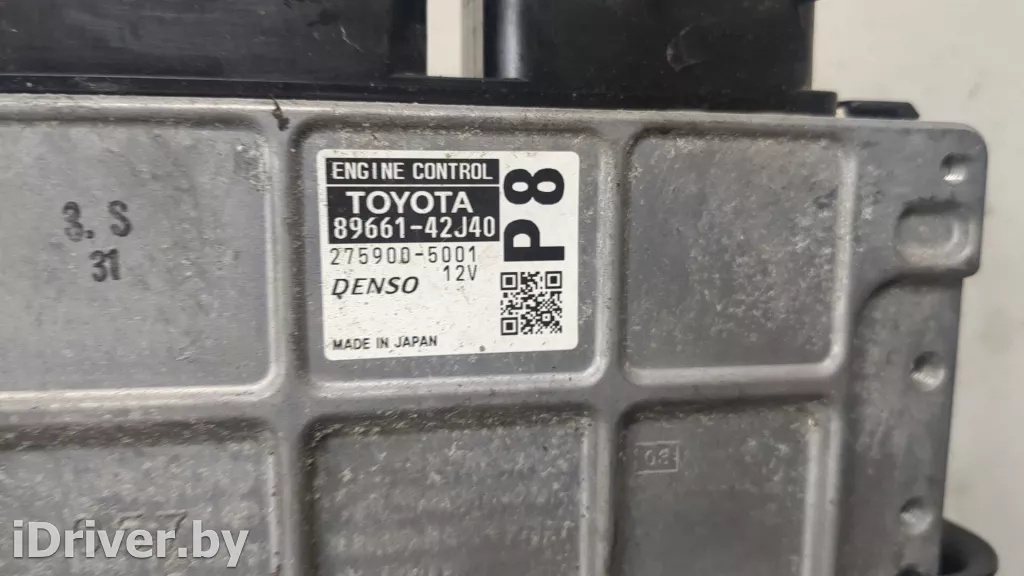 ENGINE CONTROL
TOYOTA
89661-42J40
275900-5001
12V
DENSO
MADE IN JAPAN
P8
3. S
31
iDriver.by